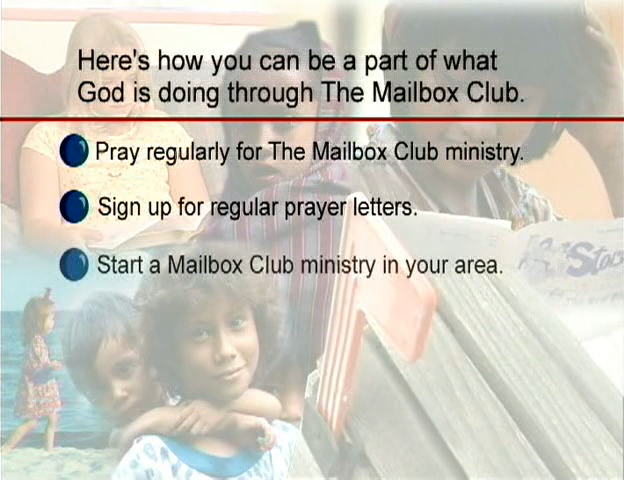 Here's how you can be a part of what
God is doing through The Mailbox Club.
Pray regularly for The Mailbox Club ministry.
Sign up for regular prayer letters.
Start a Mailbox Club ministry in your area.